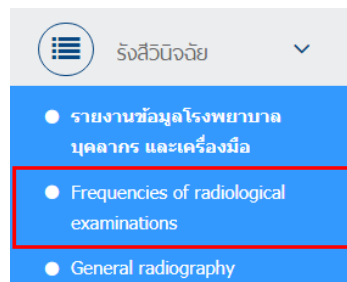 รังสีวินิจฉัย
รายงานข้อมูลโรงพยาบาล
บุคลากร และเครื่องมือ
Frequencies of radiological
examinations
General radiography